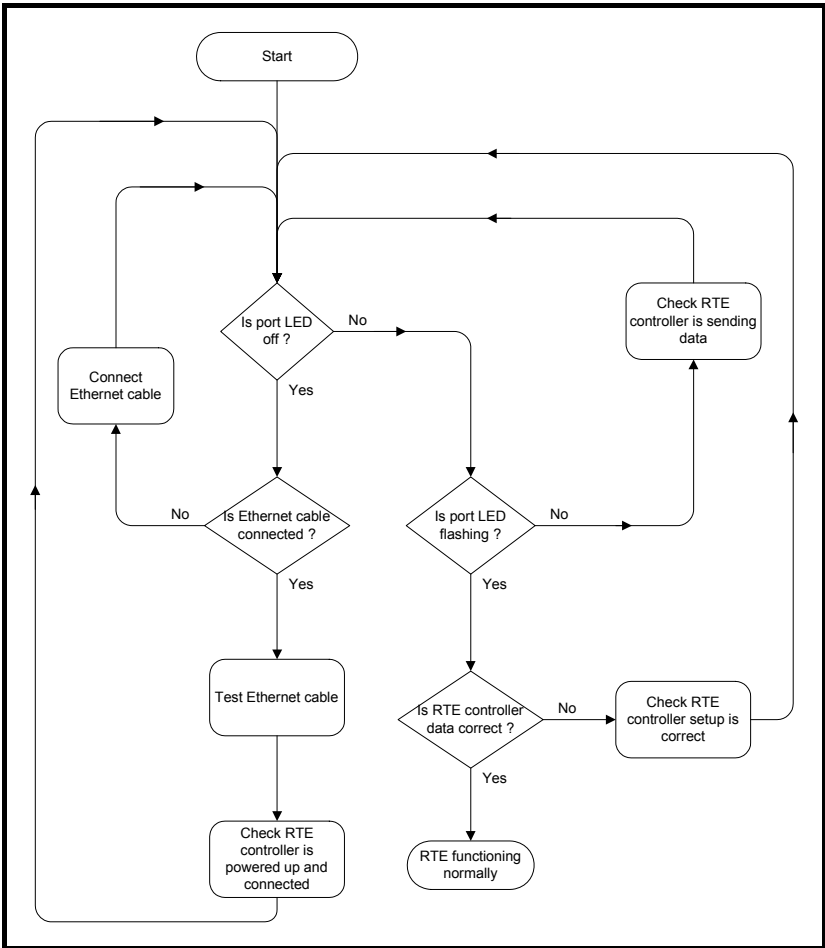 Start
Is port LED
off ?
No
Yes
Check RTE
controller is sending
data
Connect
Ethernet cable
Is Ethernet cable
connected ?
No
Yes
Is port LED
flashing ?
No
Yes
Test Ethernet cable
Is RTE controller
data correct ?
No
Yes
Check RTE
controller setup is
correct
Check RTE
controller is
powered up and
connected
RTE functioning
normally